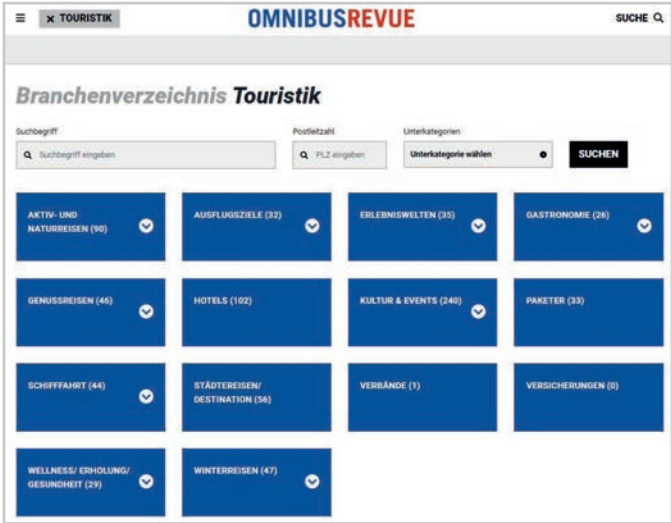 × TOURISTIK
OMNIBUSREVUE
SUCHE
Branchenverzeichnis Touristik
Suchbegriff
Postleitzahl
Unterkategorien
Suchbegriff eingeben
PLZ eingeben
Unterkategorie wählen
SUCHEN
AKTIV- UND
NATURREISEN (90)
AUSFLUGSZIELE (32)
ERLEBNISWELTEN (35)
GASTRONOMIE (26)
GENUSSREISEN (46)
HOTELS (102)
KULTUR & EVENTS (240)
PAKETER (33)
SCHIFFFAHRT (44)
STÄDTEREISEN/
DESTINATION (56)
VERBÄNDE (1)
VERSICHERUNGEN (0)
WELLNESS/ ERHOLUNG/
GESUNDHEIT (29)
WINTERREISEN (47)